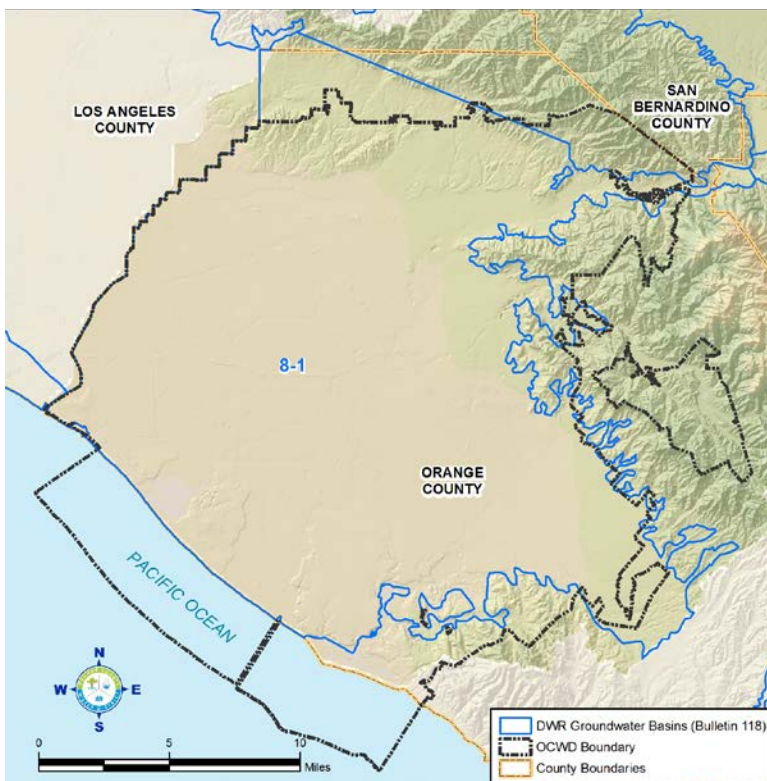 LOS ANGELES
COUNTY
SAN
BERNARDINO
COUNTY
8-1
ORANGE
COUNTY
PACIFIC OCEAN
N
W
E
S
0
5
10
Miles
DWR Groundwater Basins (Bulletin 118)
OCWD Boundary
County Boundaries